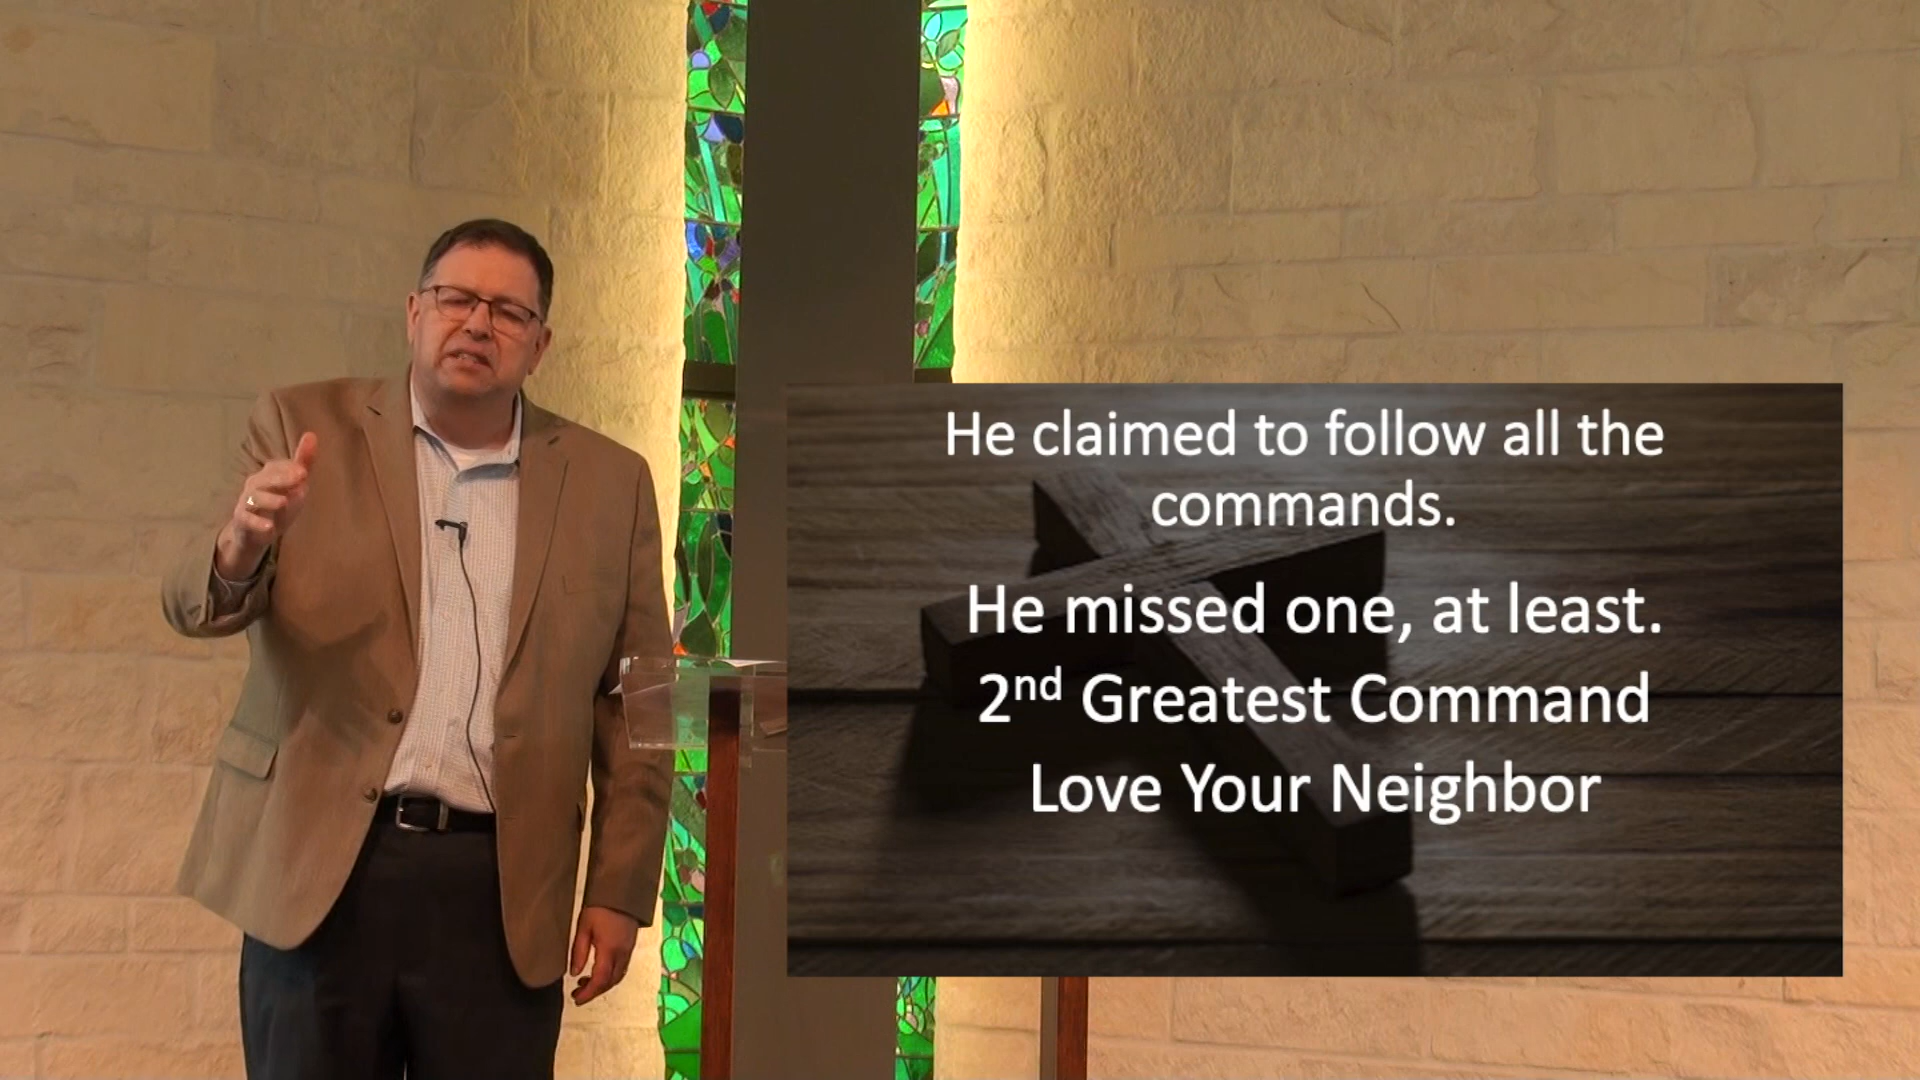 He claimed to follow all the
commands.
He missed one, at least.
2nd Greatest Command
Love Your Neighbor